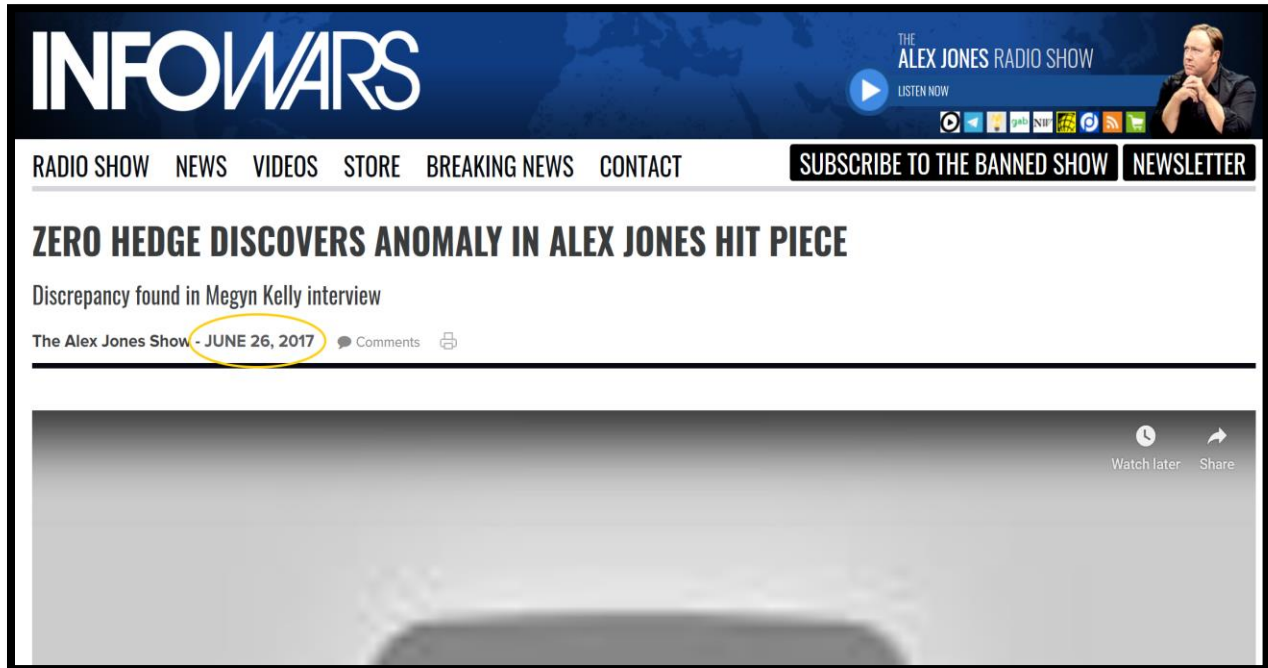 INFOWARS
THE
ALEX JONES RADIO SHOW
LISTEN NOW
gab
RADIO SHOW NEWS VIDEOS STORE BREAKING NEWS CONTACT SUBSCRIBE TO THE BANNED SHOW NEWSLETTER
ZERO HEDGE DISCOVERS ANOMALY IN ALEX JONES HIT PIECE
Discrepancy found in Megyn Kelly interview
The Alex Jones Show - JUNE 26, 2017 Comments
Watch later Share